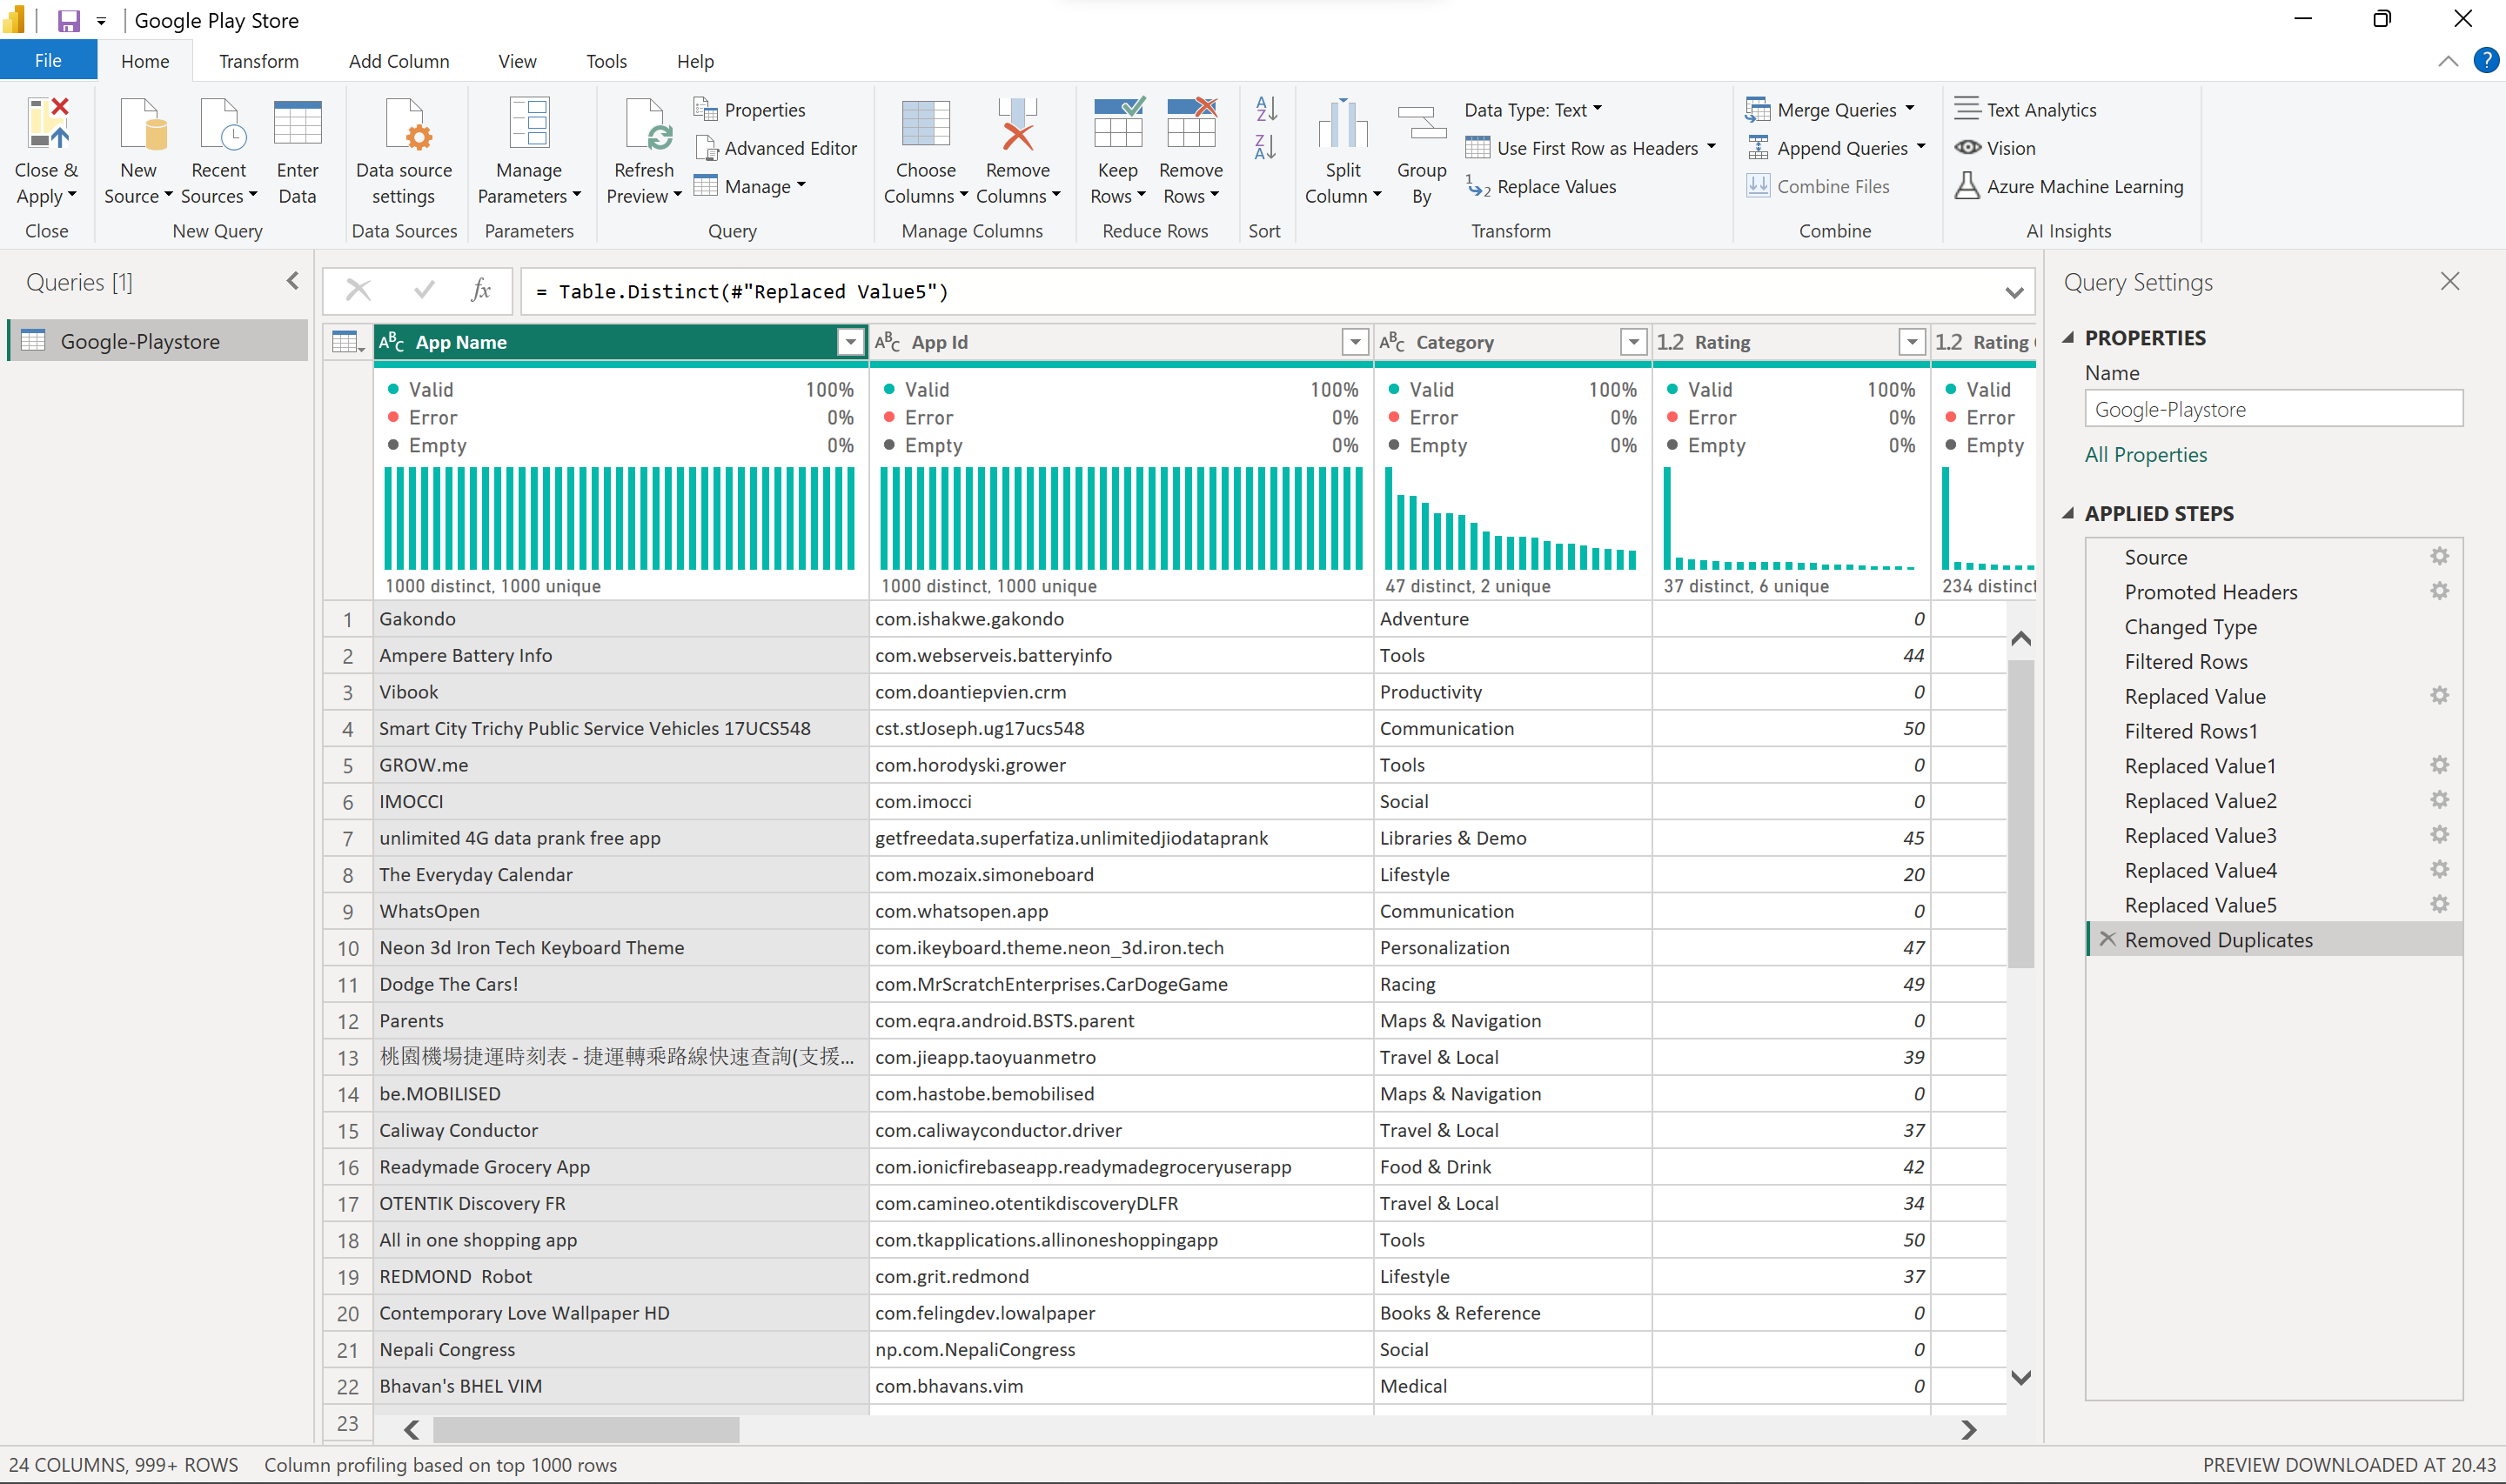 Google Play Store
File Home Transform Add Column View Tools Help
Close & Apply
Close
New Source
Recent Sources
Enter Data
New Query
Data source settings
Data Sources
Manage Parameters
Parameters
Refresh Preview
Properties
Advanced Editor
Manage
Query
Choose Columns
Remove Columns
Manage Columns
Keep Rows
Remove Rows
Reduce Rows
Sort
Split Column
Group By
Data Type: Text
Use First Row as Headers
Replace Values
Transform
Merge Queries
Append Queries
Combine Files
Combine
Text Analytics
Vision
Azure Machine Learning
AI Insights
Queries [1]
Google-Playstore
fx = Table.Distinct(#"Replaced Value5")
ABC App Name ABC App Id ABC Category 1.2 Rating 1.2 Rating
Valid 100% Valid 100% Valid 100% Valid 100% Valid
Error 0% Error 0% Error 0% Error 0% Error
Empty 0% Empty 0% Empty 0% Empty 0% Empty
1000 distinct, 1000 unique 1000 distinct, 1000 unique 47 distinct, 2 unique 37 distinct, 6 unique 234 distinct
1 Gakondo com.ishakwe.gakondo Adventure 0
2 Ampere Battery Info com.webserveis.batteryinfo Tools 44
3 Vibook com.doantiepvien.crm Productivity 0
4 Smart City Trichy Public Service Vehicles 17UCS548 cst.stJoseph.ug17ucs548 Communication 50
5 GROW.me com.horodyski.grower Tools 0
6 IMOCCI com.imocci Social 0
7 unlimited 4G data prank free app getfreedata.superfatiza.unlimitedjiodataprank Libraries & Demo 45
8 The Everyday Calendar com.mozaix.simoneboard Lifestyle 20
9 WhatsOpen com.whatsopen.app Communication 0
10 Neon 3d Iron Tech Keyboard Theme com.ikeyboard.theme.neon_3d.iron.tech Personalization 47
11 Dodge The Cars! com.MrScratchEnterprises.CarDogeGame Racing 49
12 Parents com.eqra.android.BSTS.parent Maps & Navigation 0
13 桃園機場捷運時刻表 - 捷運轉乘路線快速查詢(支援... com.jieapp.taoyuanmetro Travel & Local 39
14 be.MOBILISED com.hastobe.bemobilised Maps & Navigation 0
15 Caliway Conductor com.caliwayconductor.driver Travel & Local 37
16 Readymade Grocery App com.ionicfirebaseapp.readymadegroceryuserapp Food & Drink 42
17 OTENTIK Discovery FR com.camineo.otentikdiscoveryDLFR Travel & Local 34
18 All in one shopping app com.tkapplications.allinoneshoppingapp Tools 50
19 REDMOND  Robot com.grit.redmond Lifestyle 37
20 Contemporary Love Wallpaper HD com.felingdev.lowalpaper Books & Reference 0
21 Nepali Congress np.com.NepaliCongress Social 0
22 Bhavan's BHEL VIM com.bhavans.vim Medical 0
23
Query Settings
PROPERTIES
Name
Google-Playstore
All Properties
APPLIED STEPS
Source
Promoted Headers
Changed Type
Filtered Rows
Replaced Value
Filtered Rows1
Replaced Value1
Replaced Value2
Replaced Value3
Replaced Value4
Replaced Value5
Removed Duplicates
24 COLUMNS, 999+ ROWS Column profiling based on top 1000 rows PREVIEW DOWNLOADED AT 20.43